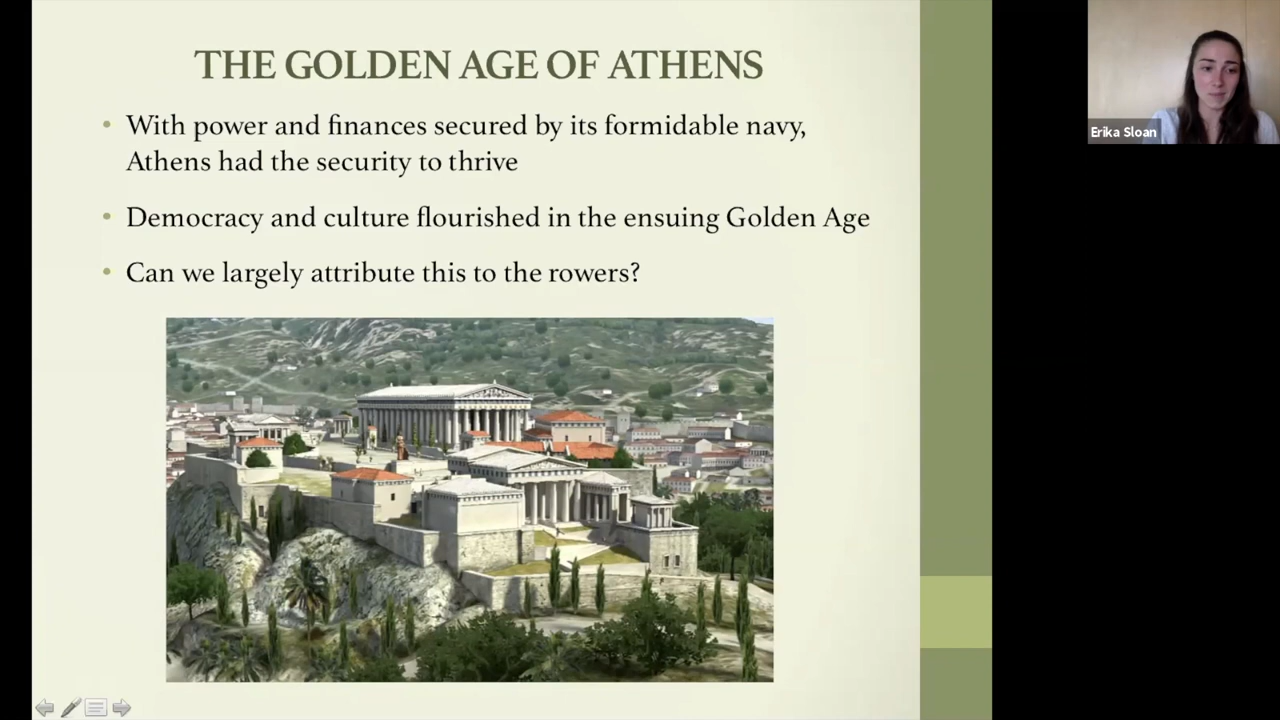 THE GOLDEN AGE OF ATHENS
With power and finances secured by its formidable navy,
Athens had the security to thrive
Democracy and culture flourished in the ensuing Golden Age
Can we largely attribute this to the rowers?
Erika Sloan